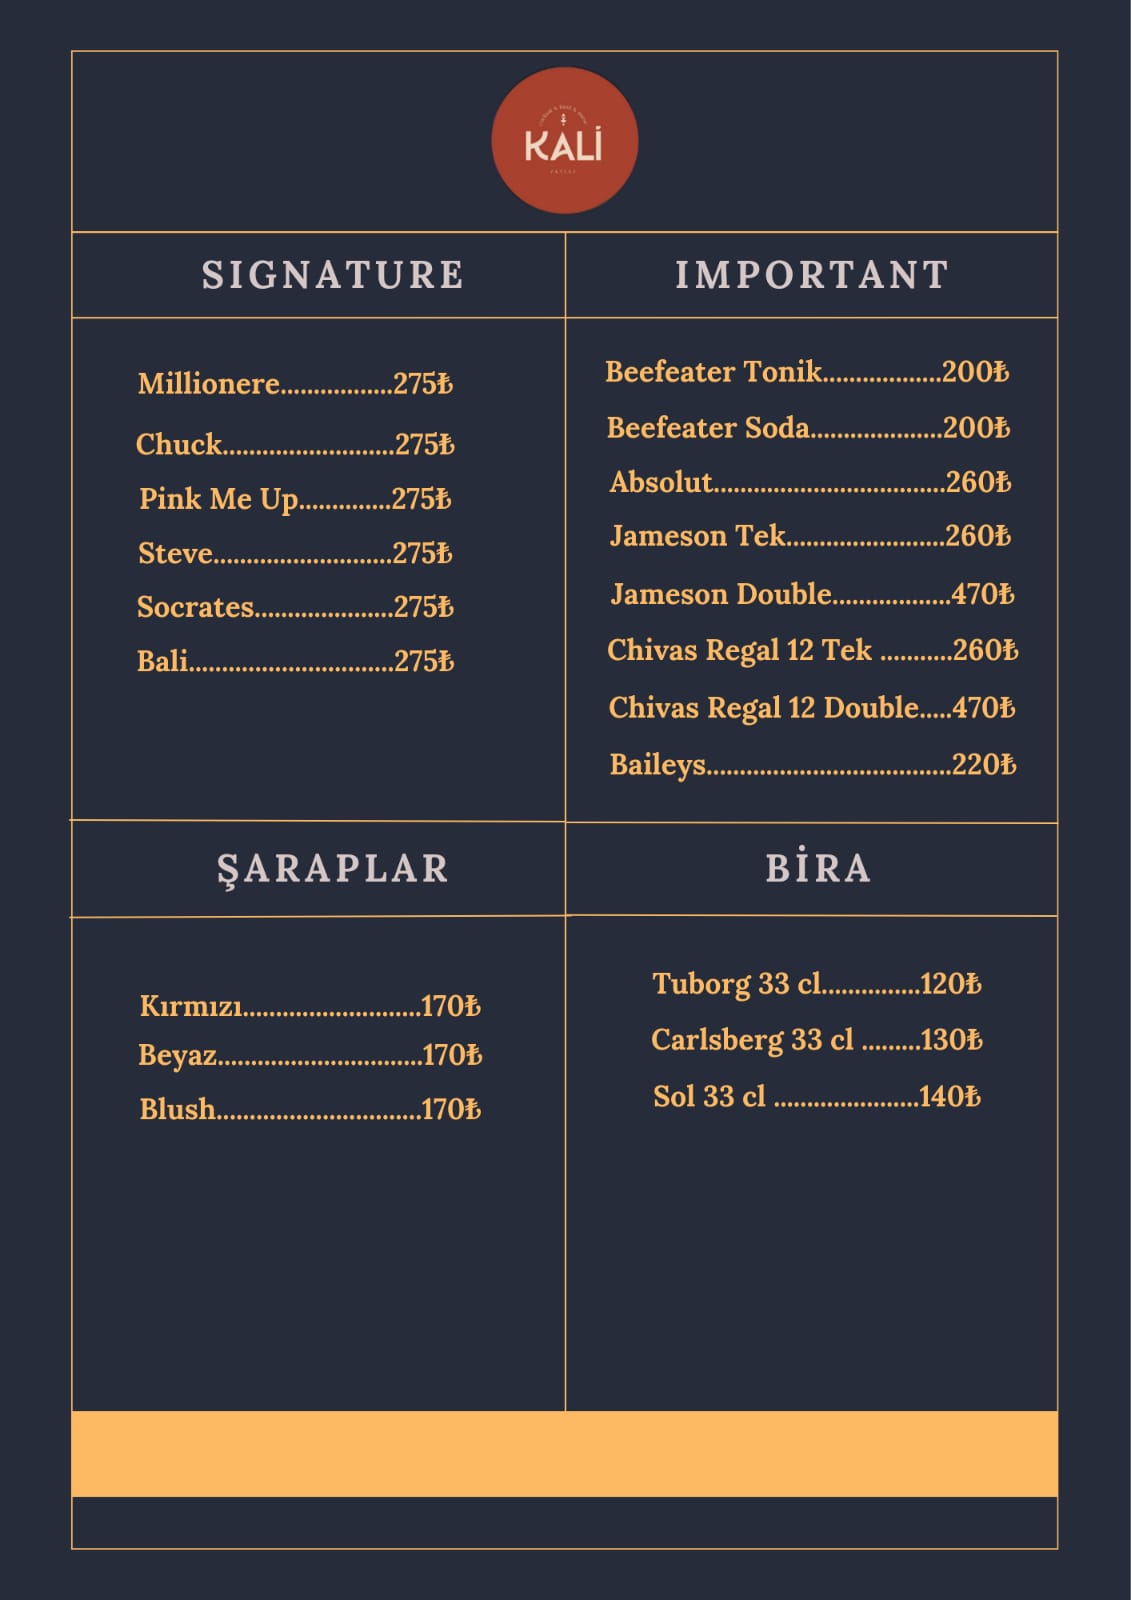 KALİ
SIGNATURE
Millionere.................275₺
Chuck..........................275₺
Pink Me Up..............275₺
Steve...........................275₺
Socrates.....................275₺
Bali...............................275₺
IMPORTANT
Beefeater Tonik..................200₺
Beefeater Soda....................200₺
Absolut...................................260₺
Jameson Tek........................260₺
Jameson Double..................470₺
Chivas Regal 12 Tek ...........260₺
Chivas Regal 12 Double.....470₺
Baileys.....................................220₺
ŞARAPLAR
Kırmızı...........................170₺
Beyaz...............................170₺
Blush...............................170₺
BİRA
Tuborg 33 cl...............120₺
Carlsberg 33 cl .........130₺
Sol 33 cl ......................140₺